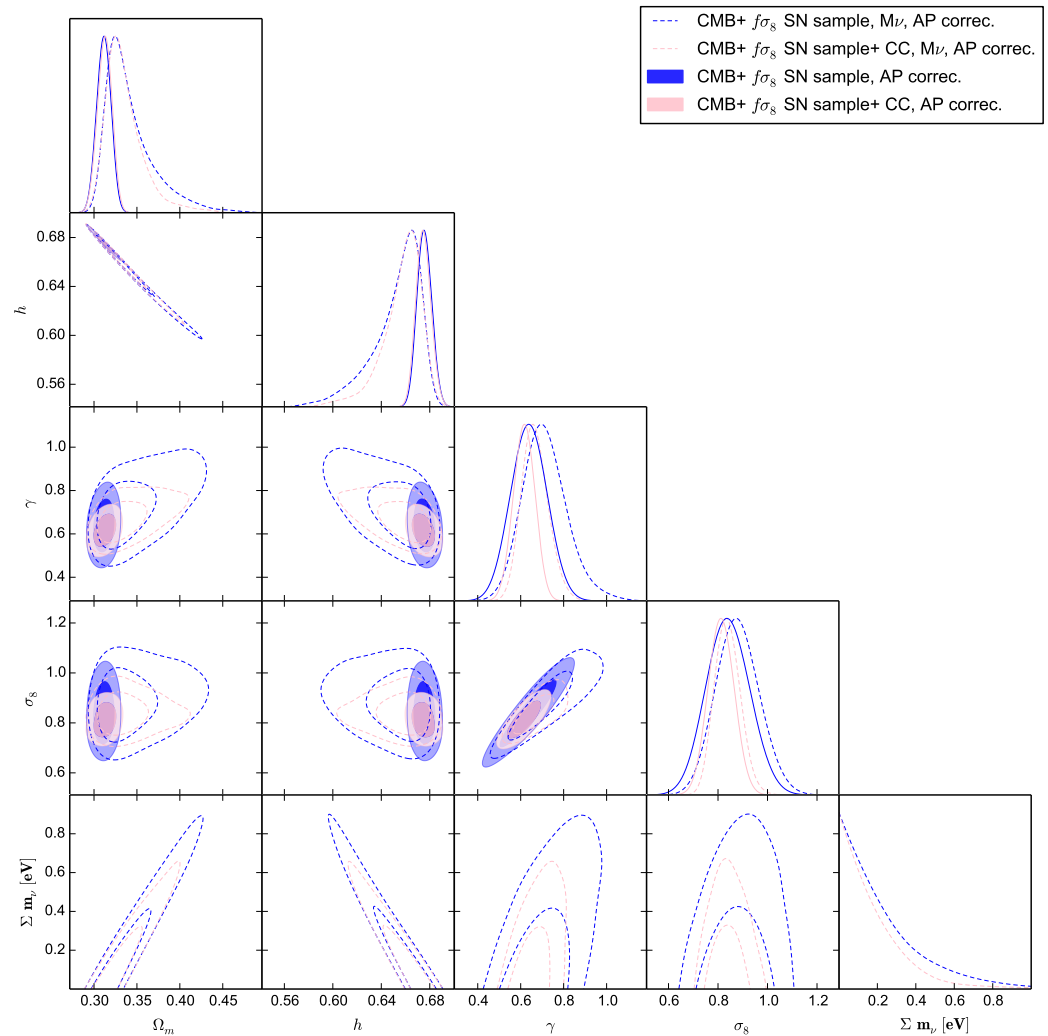 CMB+ fσ8 SN sample, Mν, AP correc.
CMB+ fσ8 SN sample+ CC, Mν, AP correc.
CMB+ fσ8 SN sample, AP correc.
CMB+ fσ8 SN sample+ CC, AP correc.
0.68
0.64
0.60
0.56
h
1.0
0.8
0.6
0.4
γ
1.2
1.0
0.8
0.6
σ8
0.8
0.6
0.4
0.2
Σ mν [eV]
0.30 0.35 0.40 0.45
0.56 0.60 0.64 0.68
0.4 0.6 0.8 1.0
0.6 0.8 1.0 1.2
0.2 0.4 0.6 0.8
Ωm h γ σ8 Σ mν [eV]